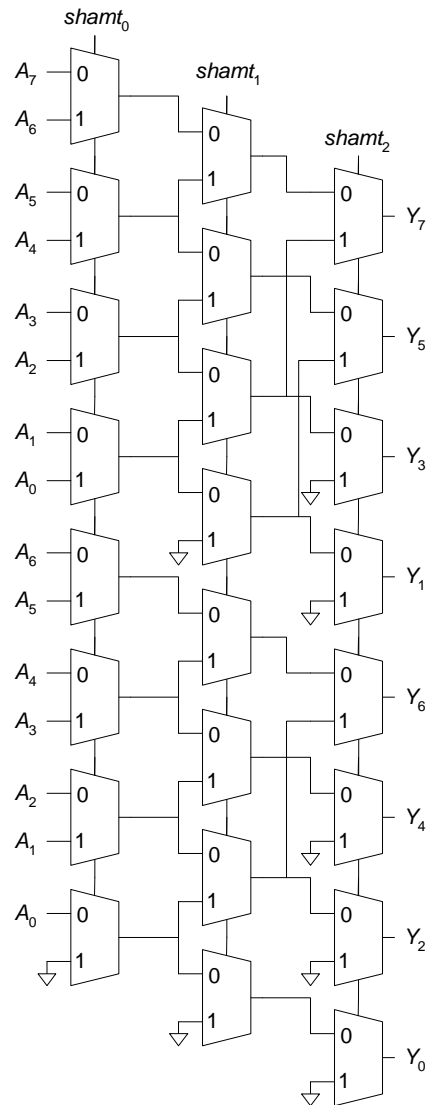 shamt₀
A₇ 0
shamt₁
A₆ 1
0
shamt₂
A₅ 0 1 0
A₄ 1 0 1 Y₇
A₃ 0 1 0
A₂ 1 0 1 Y₅
A₁ 0 1 0
A₀ 1 0 1 Y₃
A₆ 0 1 0
A₅ 1 0 1 Y₁
A₄ 0 1 0
A₃ 1 0 1 Y₆
A₂ 0 1 0
A₁ 1 0 1 Y₄
A₀ 0 1 0
1 0 1 Y₂
1 0
1 Y₀